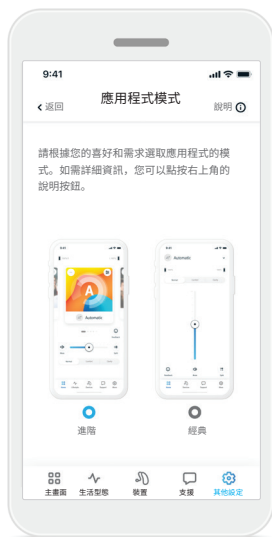 9:41
返回
應用程式模式
說明
請根據您的喜好和需求選取應用程式的模
式。如需詳細資訊，您可以點按右上角的
說明按鈕。
A
Automatic
Automatic
進階
經典
主畫面
生活型態
裝置
支援
其他設定